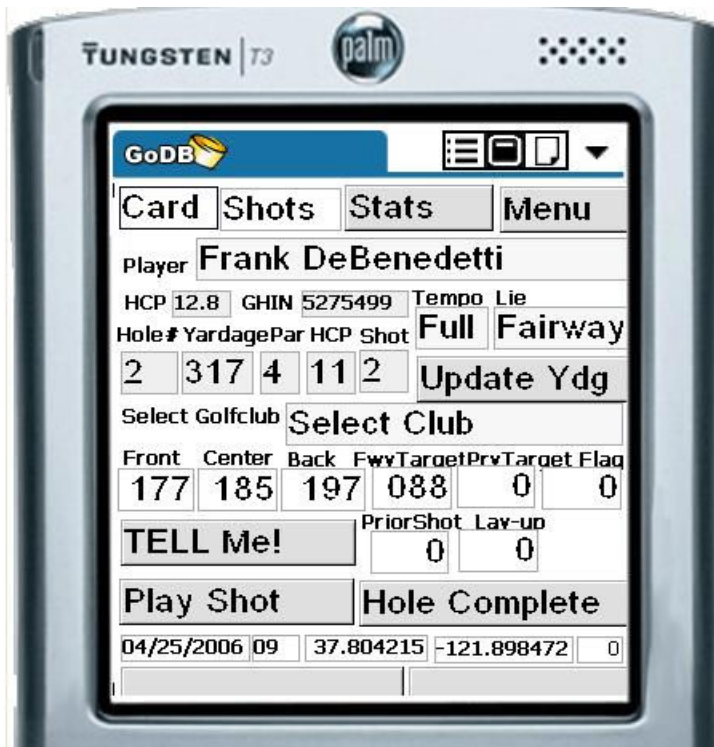 TUNGSTEN T3 palm
GoDB
Card Shots Stats Menu
Player Frank DeBenedetti
HCP 12.8 GHIN 5275499 Tempo Lie
Full Fairway
Hole# Yardage Par HCP Shot
2 317 4 11 2 Update Ydg
Select Golfclub Select Club
Front Center Back FwyTarget PrvTarget Flag
177 185 197 088 0 0
TELL Me! PriorShot Lay-up
0 0
Play Shot Hole Complete
04/25/2006 09 37.804215 -121.898472 0